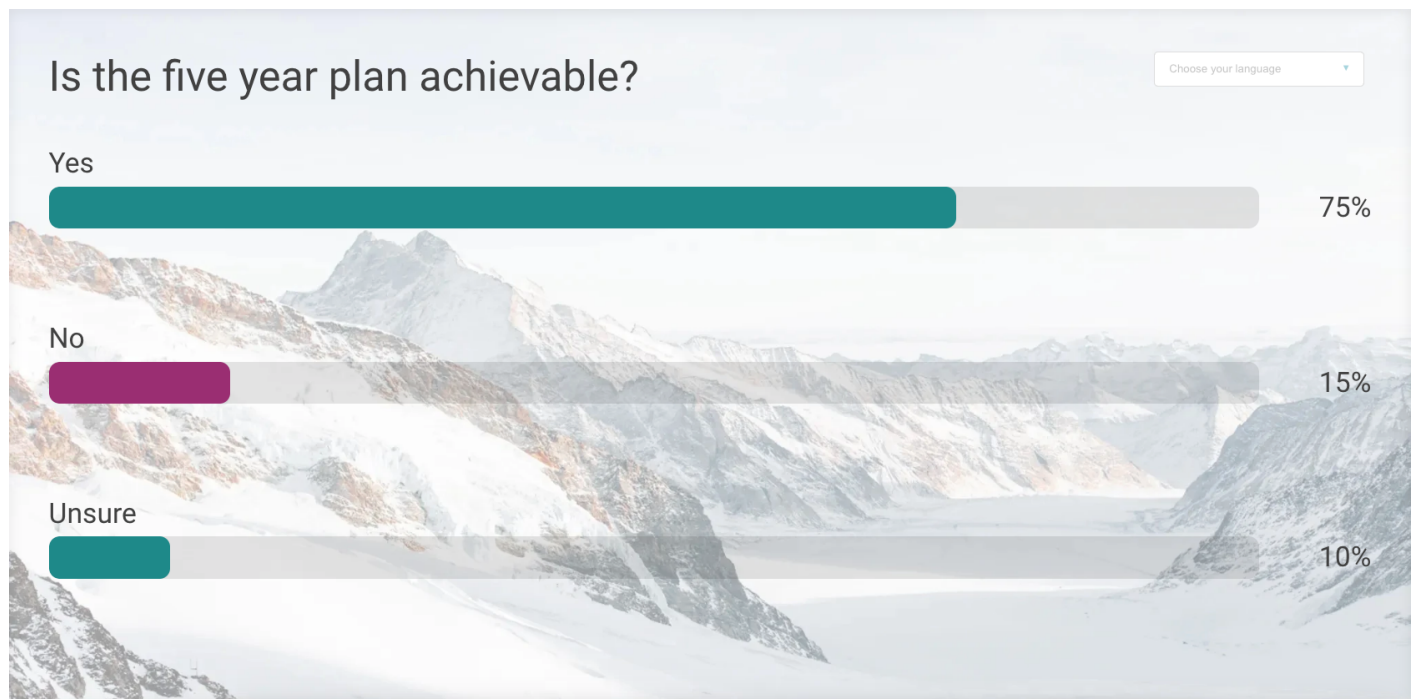 Is the five year plan achievable?
Choose your language
Yes
75%
No
15%
Unsure
10%